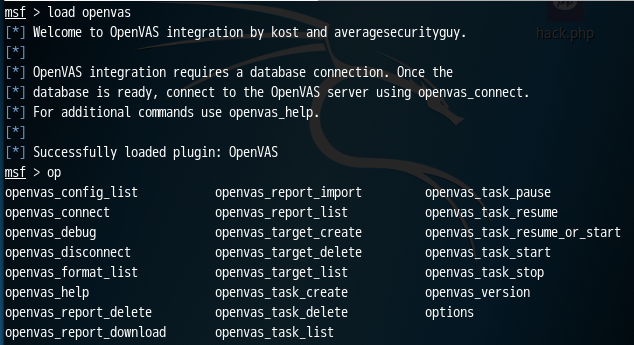 hack.php
msf > load openvas
[*] Welcome to OpenVAS integration by kost and averagesecurityguy.
[*]
[*] OpenVAS integration requires a database connection. Once the
[*] database is ready, connect to the OpenVAS server using openvas_connect.
[*] For additional commands use openvas_help.
[*]
[*] Successfully loaded plugin: OpenVAS
msf > op
openvas_config_list openvas_report_import openvas_task_pause
openvas_connect openvas_report_list openvas_task_resume
openvas_debug openvas_target_create openvas_task_resume_or_start
openvas_disconnect openvas_target_delete openvas_task_start
openvas_format_list openvas_target_list openvas_task_stop
openvas_help openvas_task_create openvas_version
openvas_report_delete openvas_task_delete options
openvas_report_download openvas_task_list